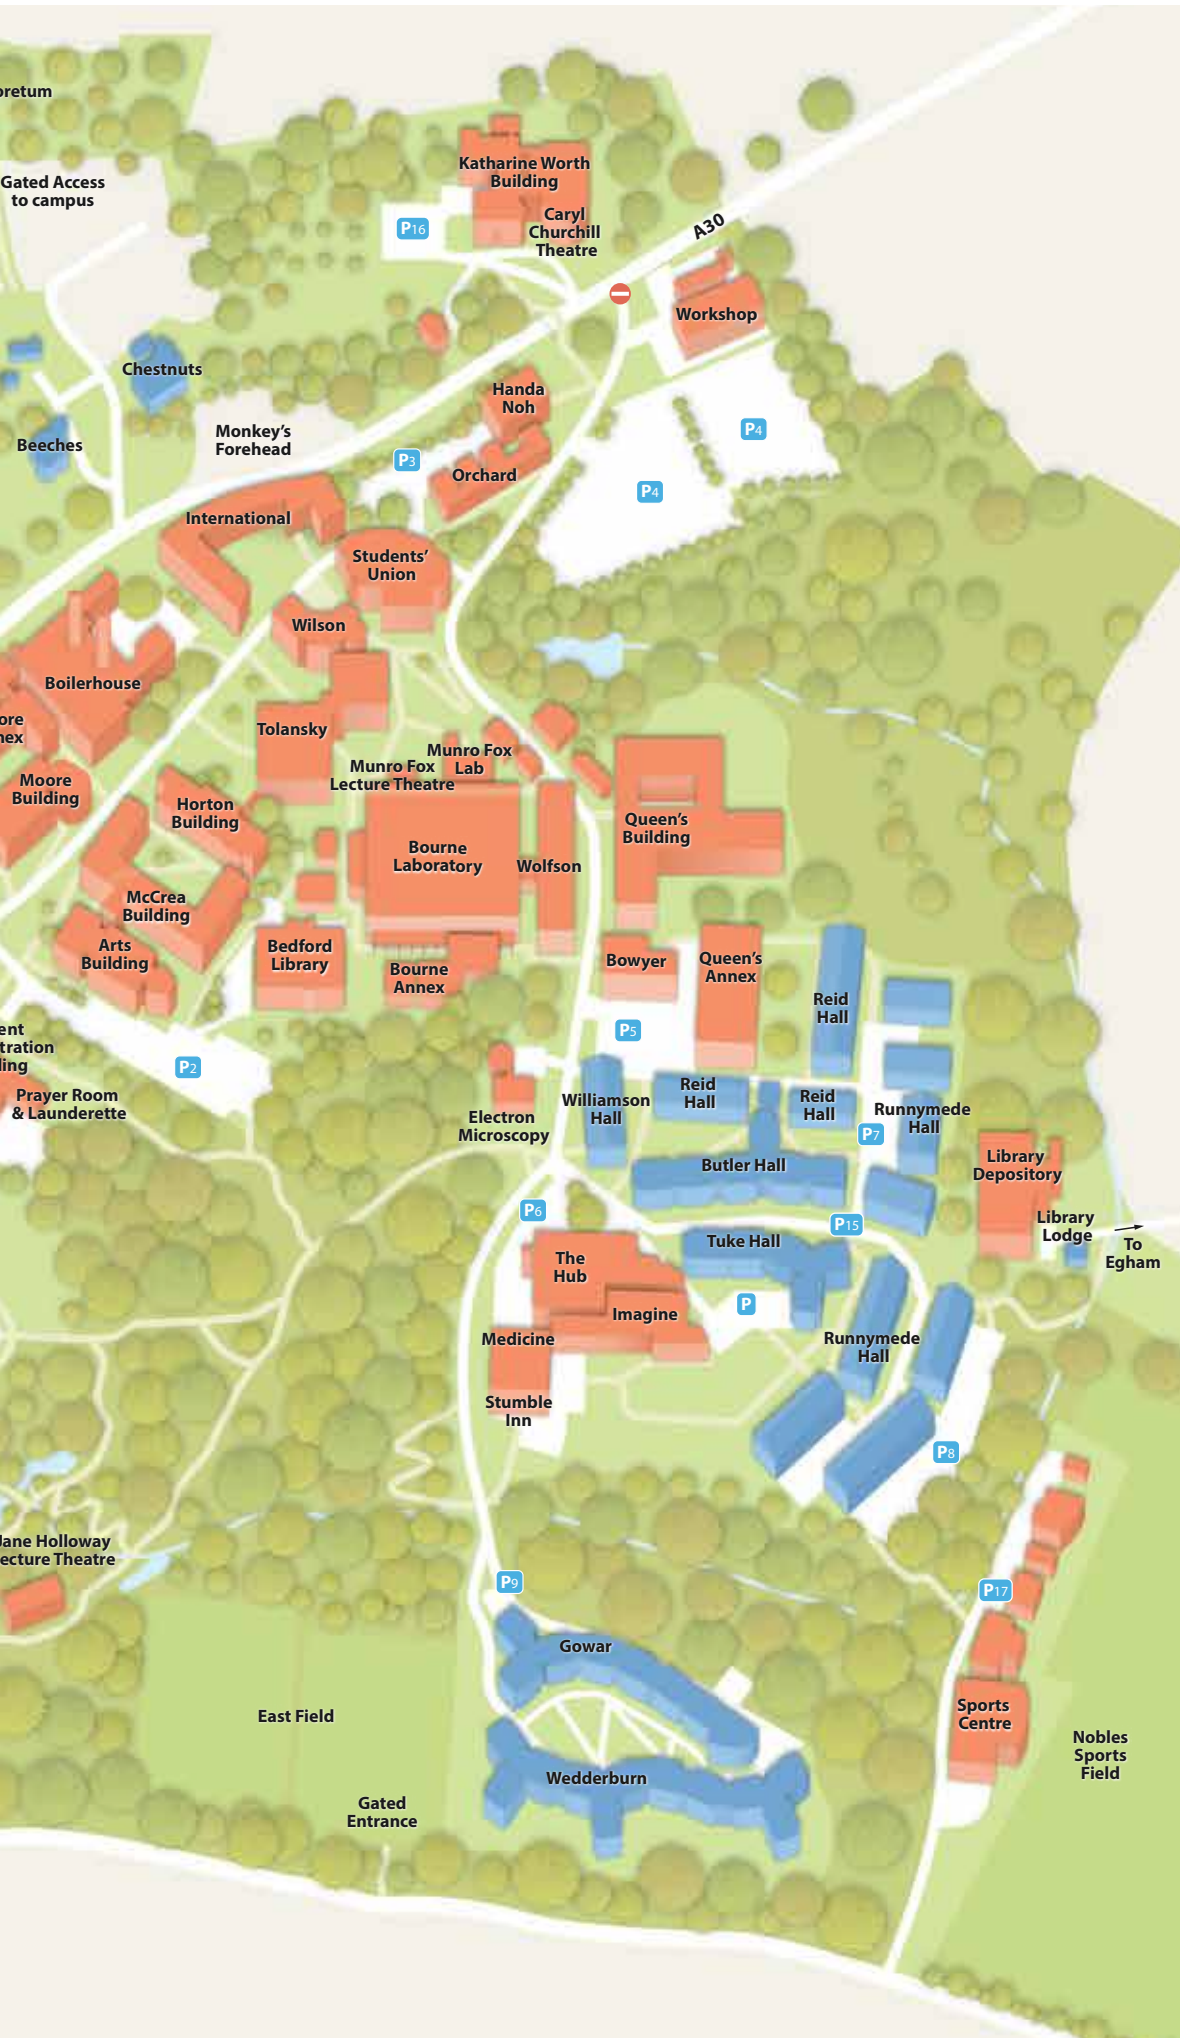 Gated Access
to campus
Katharine Worth
Building
Caryl
Churchill
Theatre
P16
A30
Workshop
Chestnuts
Handa
Noh
Beeches
Monkey's
Forehead
P3
P4
Orchard
P4
International
Students'
Union
Wilson
Boilerhouse
Tolansky
Munro Fox
Lab
Munro Fox
Lecture Theatre
Moore
Building
Horton
Building
Queen's
Building
Bourne
Laboratory
Wolfson
McCrea
Building
Arts
Building
Bedford
Library
Bourne
Annex
Bowyer
Queen's
Annex
Reid
Hall
P5
P2
Prayer Room
& Launderette
Electron
Microscopy
Williamson
Hall
Reid
Hall
Reid
Hall
Runnymede
Hall
P7
Butler Hall
Library
Depository
P6
P15
Library
Lodge
To
Egham
Tuke Hall
The
Hub
P
Imagine
Medicine
Runnymede
Hall
Stumble
Inn
P8
Jane Holloway
Lecture Theatre
P9
P17
Gowar
East Field
Sports
Centre
Nobles
Sports
Field
Wedderburn
Gated
Entrance